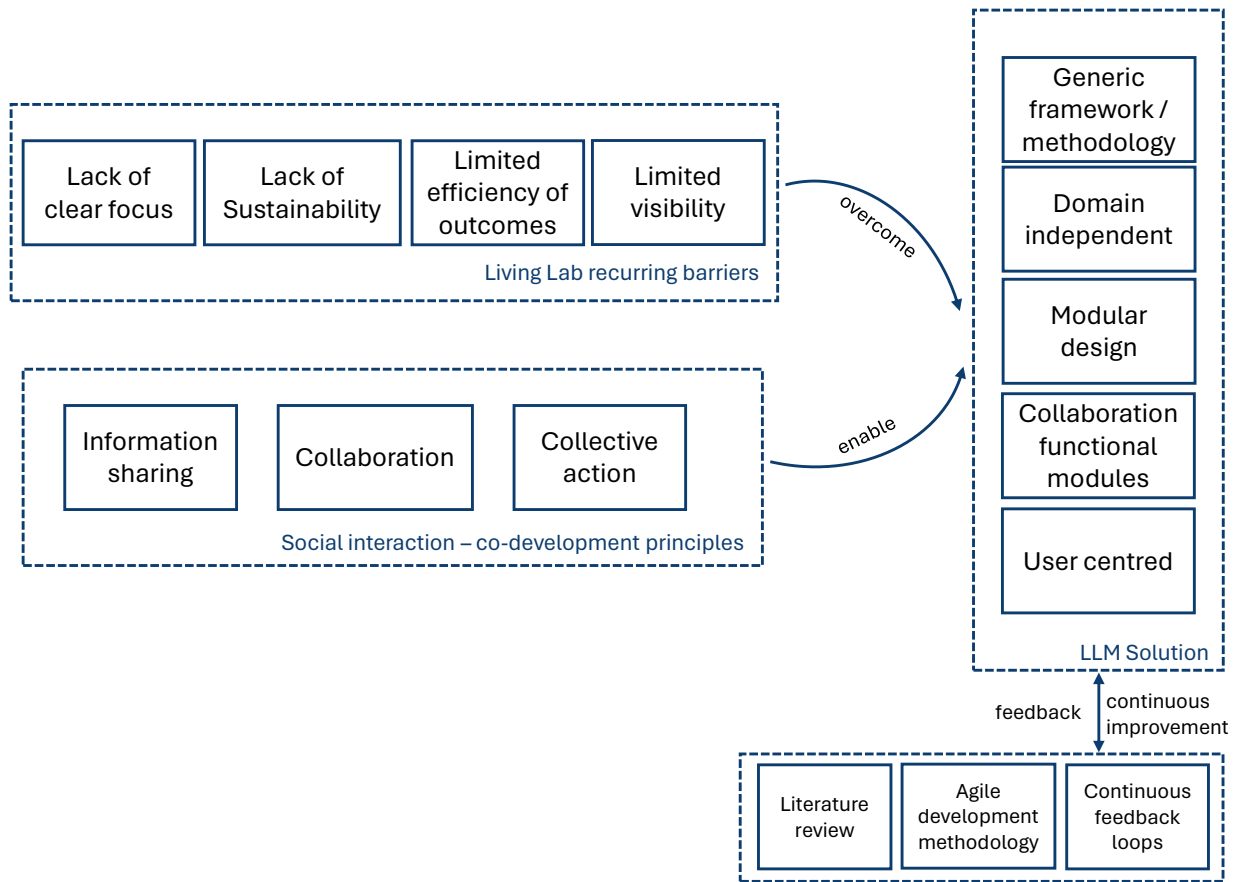 Lack of
clear focus
Lack of
Sustainability
Limited
efficiency of
outcomes
Limited
visibility
Living Lab recurring barriers
overcome
Information
sharing
Collaboration
Collective
action
Social interaction – co-development principles
enable
Generic
framework /
methodology
Domain
independent
Modular
design
Collaboration
functional
modules
User centred
LLM Solution
feedback
continuous
improvement
Literature
review
Agile
development
methodology
Continuous
feedback
loops